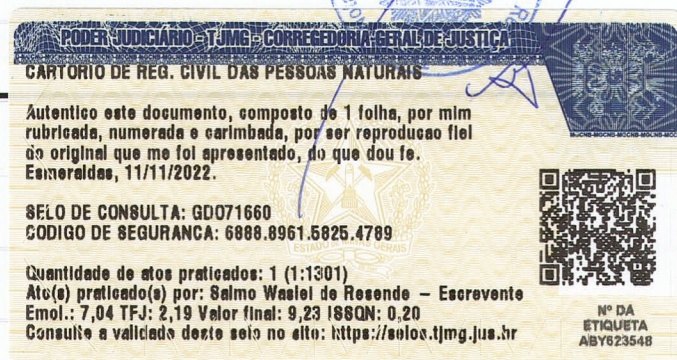 PODER JUDICIÁRIO - TJMG - CORREGEDORIA-GERAL DE JUSTIÇA
CARTORIO DE REG. CIVIL DAS PESSOAS NATURAIS
Autentico este documento, composto de 1 folha, por mim
rubricada, numerada e carimbada, por ser reproducao fiel
do original que me foi apresentado, do que dou fe.
Esmeraldas, 11/11/2022.
SELO DE CONSULTA: GDO71660
CODIGO DE SEGURANCA: 6888.8961.5825.4789
Quantidade de atos praticados: 1 (1:1301)
Ato(s) praticado(s) por: Salmo Waslei de Resende – Escrevente
Emol.: 7,04 TFJ: 2,19 Valor final: 9,23 ISSQN: 0,20
Consulte a validade deste selo no sito: https://selos.tjmg.jus.br
Nº DA
ETIQUETA
ABY623548